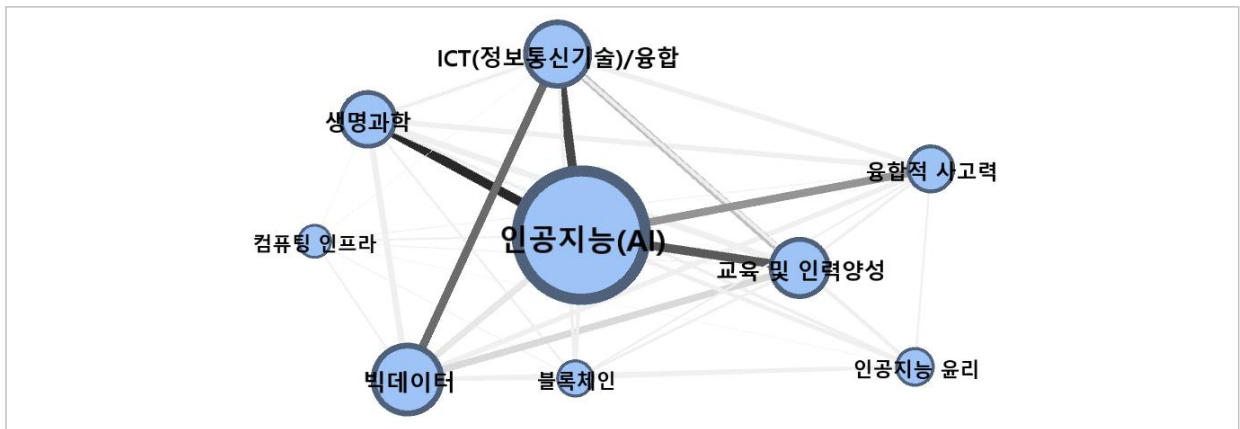 ICT(정보통신기술)/융합
생명과학
융합적 사고력
인공지능(AI)
컴퓨팅 인프라
교육 및 인력양성
빅데이터
블록체인
인공지능 윤리